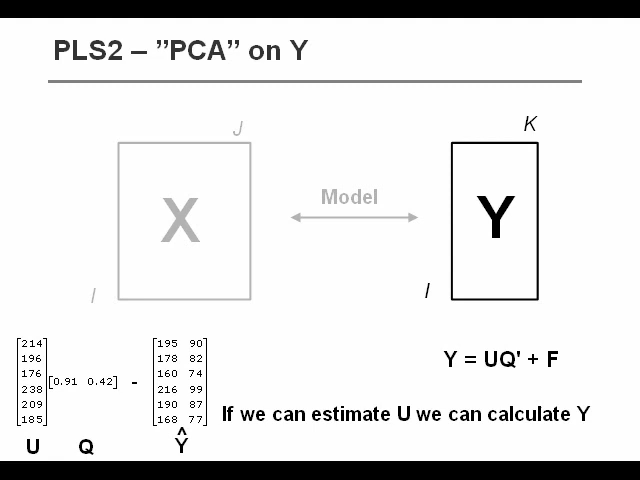 PLS2 – ”PCA” on Y
J
K
X
Model
Y
I
I
214
196
176
238
209
185
[0.91 0.42]
-
195 90
178 82
160 74
216 99
190 87
168 77
Y = UQ' + F
If we can estimate U we can calculate Y
U Q Ŷ